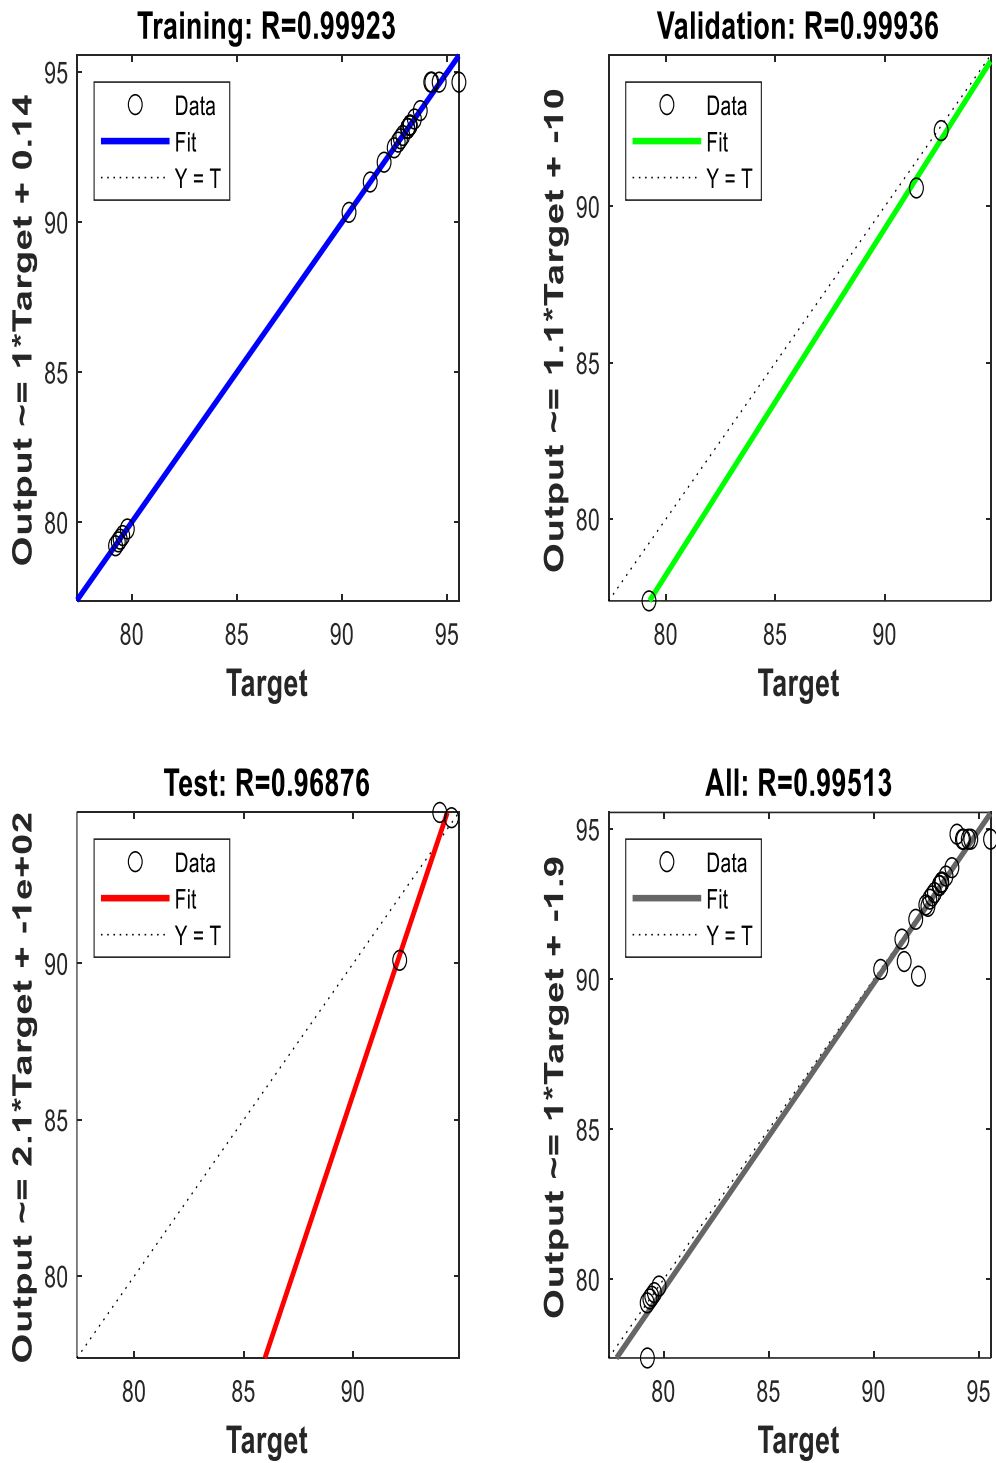 Training: R=0.99923
Output ~= 1*Target + 0.14
95
90
85
80
Data
Fit
Y = T
80 85 90 95
Target
Validation: R=0.99936
Output ~= 1.1*Target + -10
90
85
80
Data
Fit
Y = T
80 85 90
Target
Test: R=0.96876
Output ~= 2.1*Target + -1e+02
90
85
80
Data
Fit
Y = T
80 85 90
Target
All: R=0.99513
Output ~= 1*Target + -1.9
95
90
85
80
Data
Fit
Y = T
80 85 90 95
Target